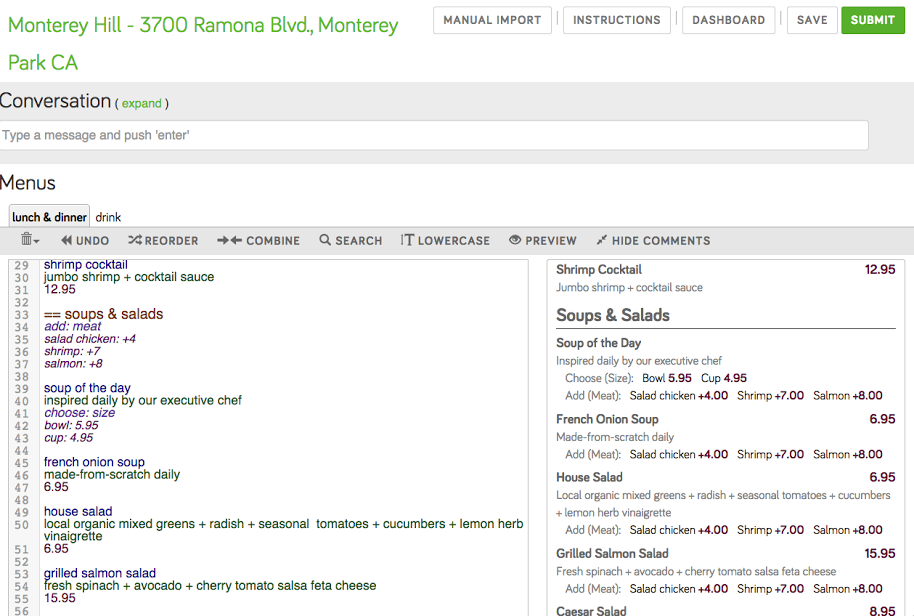 Monterey Hill - 3700 Ramona Blvd., Monterey
Park CA
MANUAL IMPORT
INSTRUCTIONS
DASHBOARD
SAVE
SUBMIT
Conversation ( expand )
Type a message and push 'enter'
Menus
lunch & dinner drink
UNDO REORDER COMBINE SEARCH LOWERCASE PREVIEW HIDE COMMENTS
29 shrimp cocktail
30 jumbo shrimp + cocktail sauce
31 12.95
32
33 == soups & salads
34 add: meat
35 salad chicken: +4
36 shrimp: +7
37 salmon: +8
38
39 soup of the day
40 inspired daily by our executive chef
41 choose: size
42 bowl: 5.95
43 cup: 4.95
44
45 french onion soup
46 made-from-scratch daily
47 6.95
48
49 house salad
50 local organic mixed greens + radish + seasonal  tomatoes + cucumbers + lemon herb
vinaigrette
51 6.95
52
53 grilled salmon salad
54 fresh spinach + avocado + cherry tomato salsa feta cheese
55 15.95
56
Shrimp Cocktail 12.95
Jumbo shrimp + cocktail sauce
Soups & Salads
Soup of the Day
Inspired daily by our executive chef
Choose (Size): Bowl 5.95 Cup 4.95
Add (Meat): Salad chicken +4.00 Shrimp +7.00 Salmon +8.00
French Onion Soup 6.95
Made-from-scratch daily
Add (Meat): Salad chicken +4.00 Shrimp +7.00 Salmon +8.00
House Salad 6.95
Local organic mixed greens + radish + seasonal tomatoes + cucumbers
+ lemon herb vinaigrette
Add (Meat): Salad chicken +4.00 Shrimp +7.00 Salmon +8.00
Grilled Salmon Salad 15.95
Fresh spinach + avocado + cherry tomato salsa feta cheese
Add (Meat): Salad chicken +4.00 Shrimp +7.00 Salmon +8.00
Caesar Salad 8.95